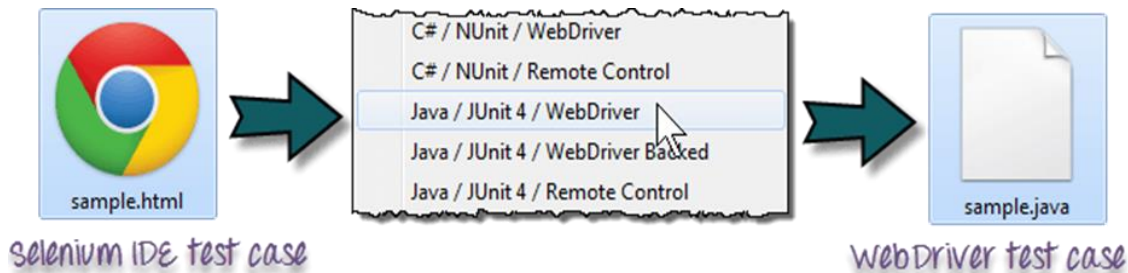 sample.html
Selenium IDE test case
C# / NUnit / WebDriver
C# / NUnit / Remote Control
Java / JUnit 4 / WebDriver
Java / JUnit 4 / WebDriver Backed
Java / JUnit 4 / Remote Control
sample.java
WebDriver test case